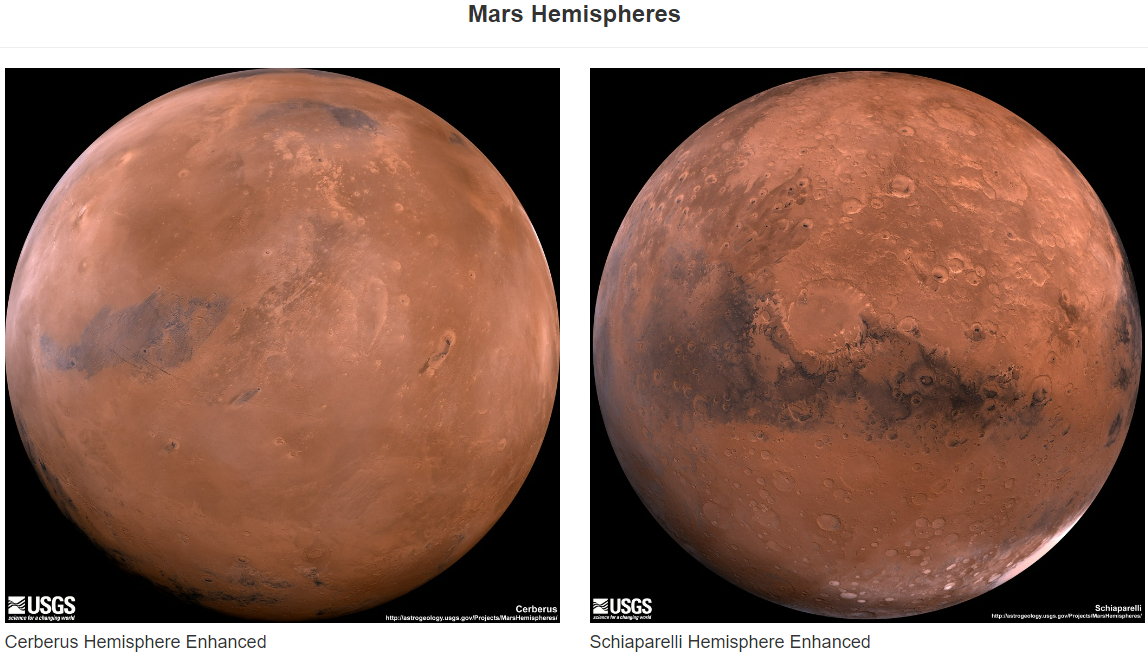 Mars Hemispheres
USGS
science for a changing world
Cerberus
http://astrogeology.usgs.gov/Projects/MarsHemispheres/
USGS
science for a changing world
Schiaparelli
http://astrogeology.usgs.gov/Projects/MarsHemispheres/
Cerberus Hemisphere Enhanced
Schiaparelli Hemisphere Enhanced